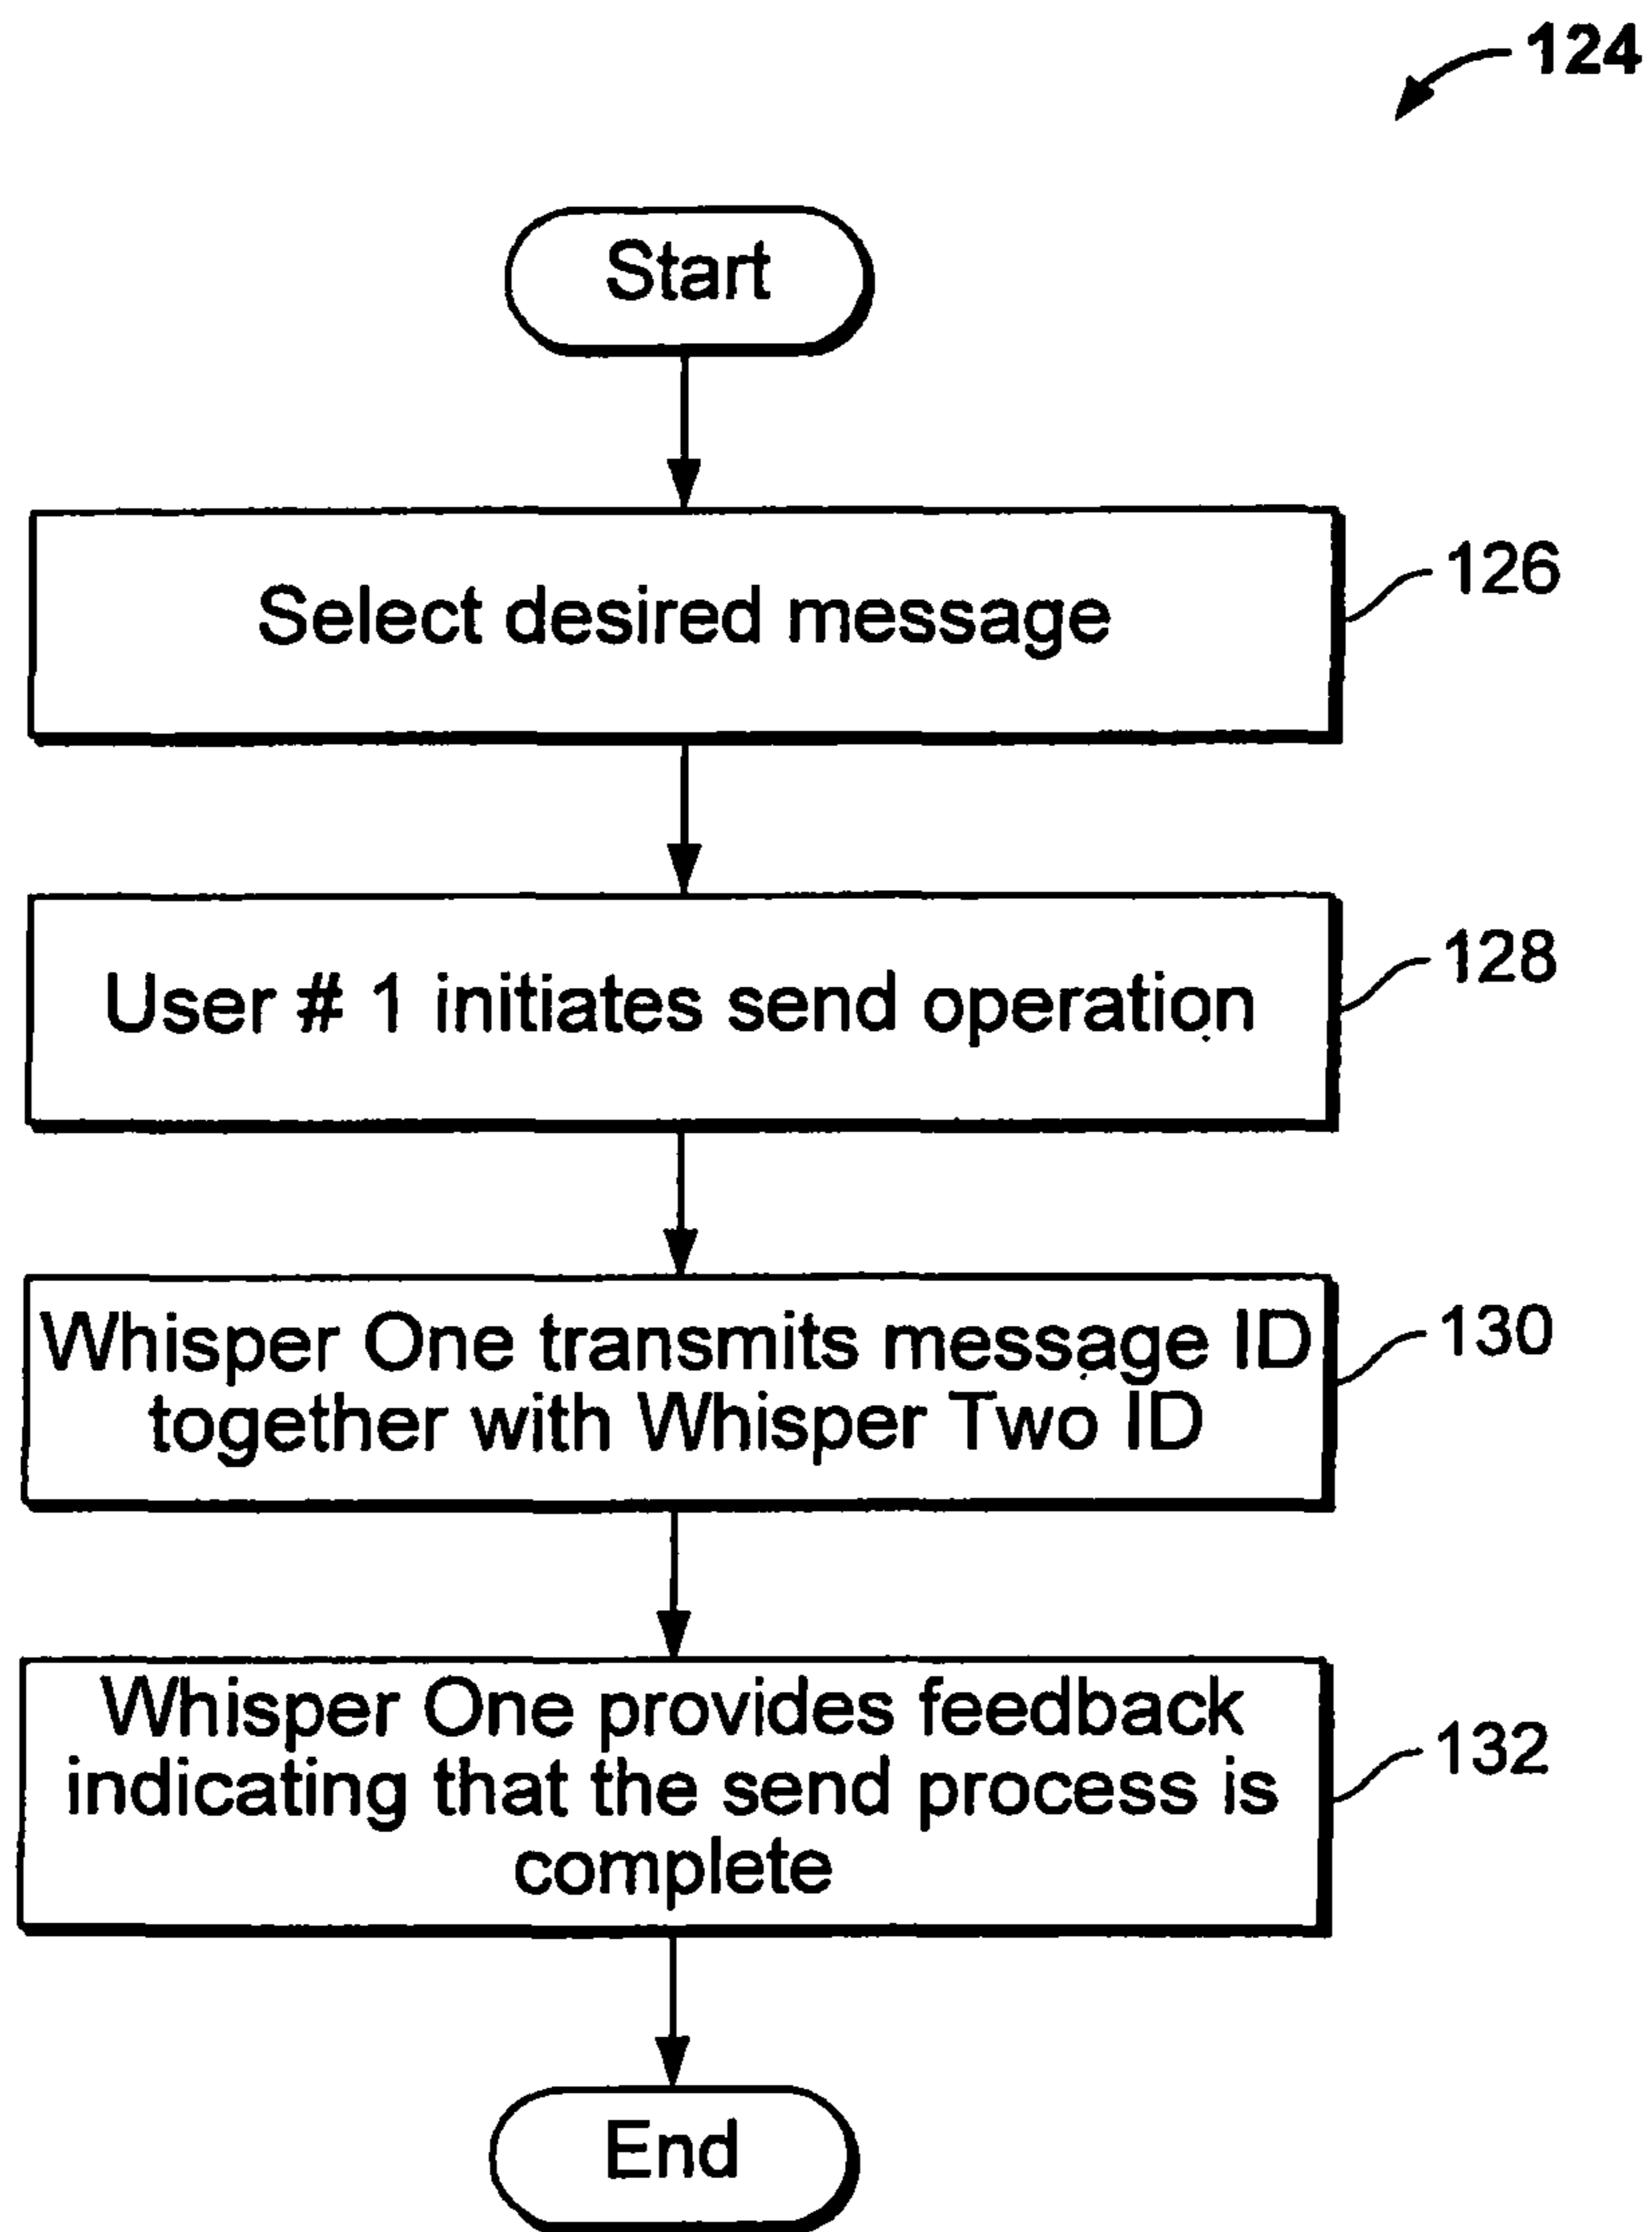 124
Start
Select desired message
126
User # 1 initiates send operation
128
Whisper One transmits message ID
together with Whisper Two ID
130
Whisper One provides feedback
indicating that the send process is
complete
132
End